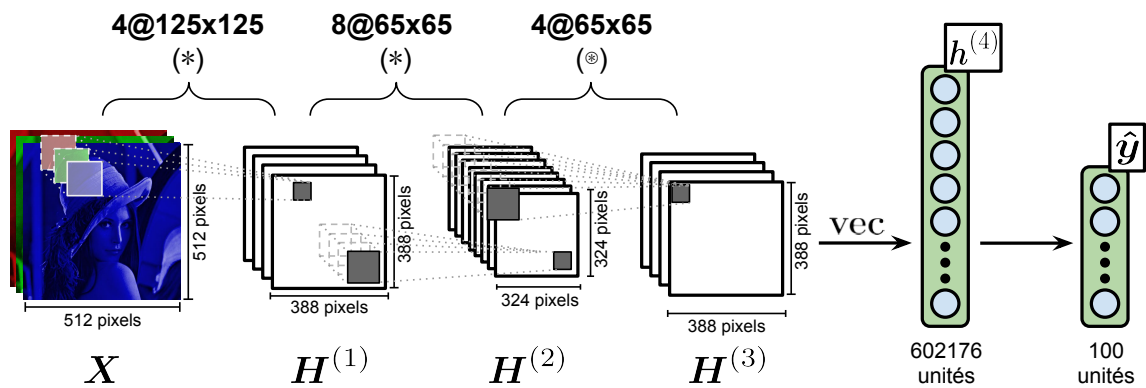 4@125x125
(*)
8@65x65
(*)
4@65x65
(⊛)
512 pixels
512 pixels
X
388 pixels
388 pixels
H^(1)
324 pixels
324 pixels
H^(2)
388 pixels
388 pixels
H^(3)
vec
h^(4)
602176
unités
ŷ
100
unités